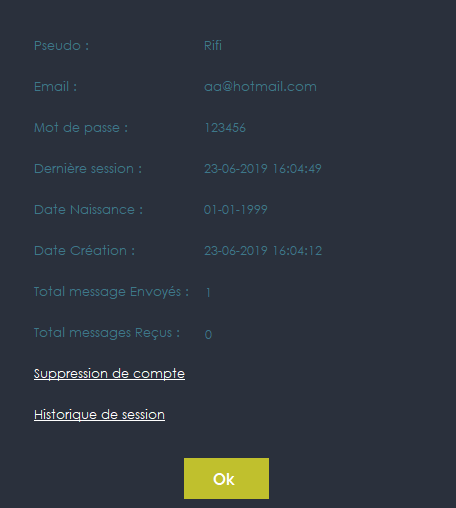 Pseudo : Rifi
Email : aa@hotmail.com
Mot de passe : 123456
Dernière session : 23-06-2019 16:04:49
Date Naissance : 01-01-1999
Date Création : 23-06-2019 16:04:12
Total message Envoyés : 1
Total messages Reçus : 0
Suppression de compte
Historique de session
Ok